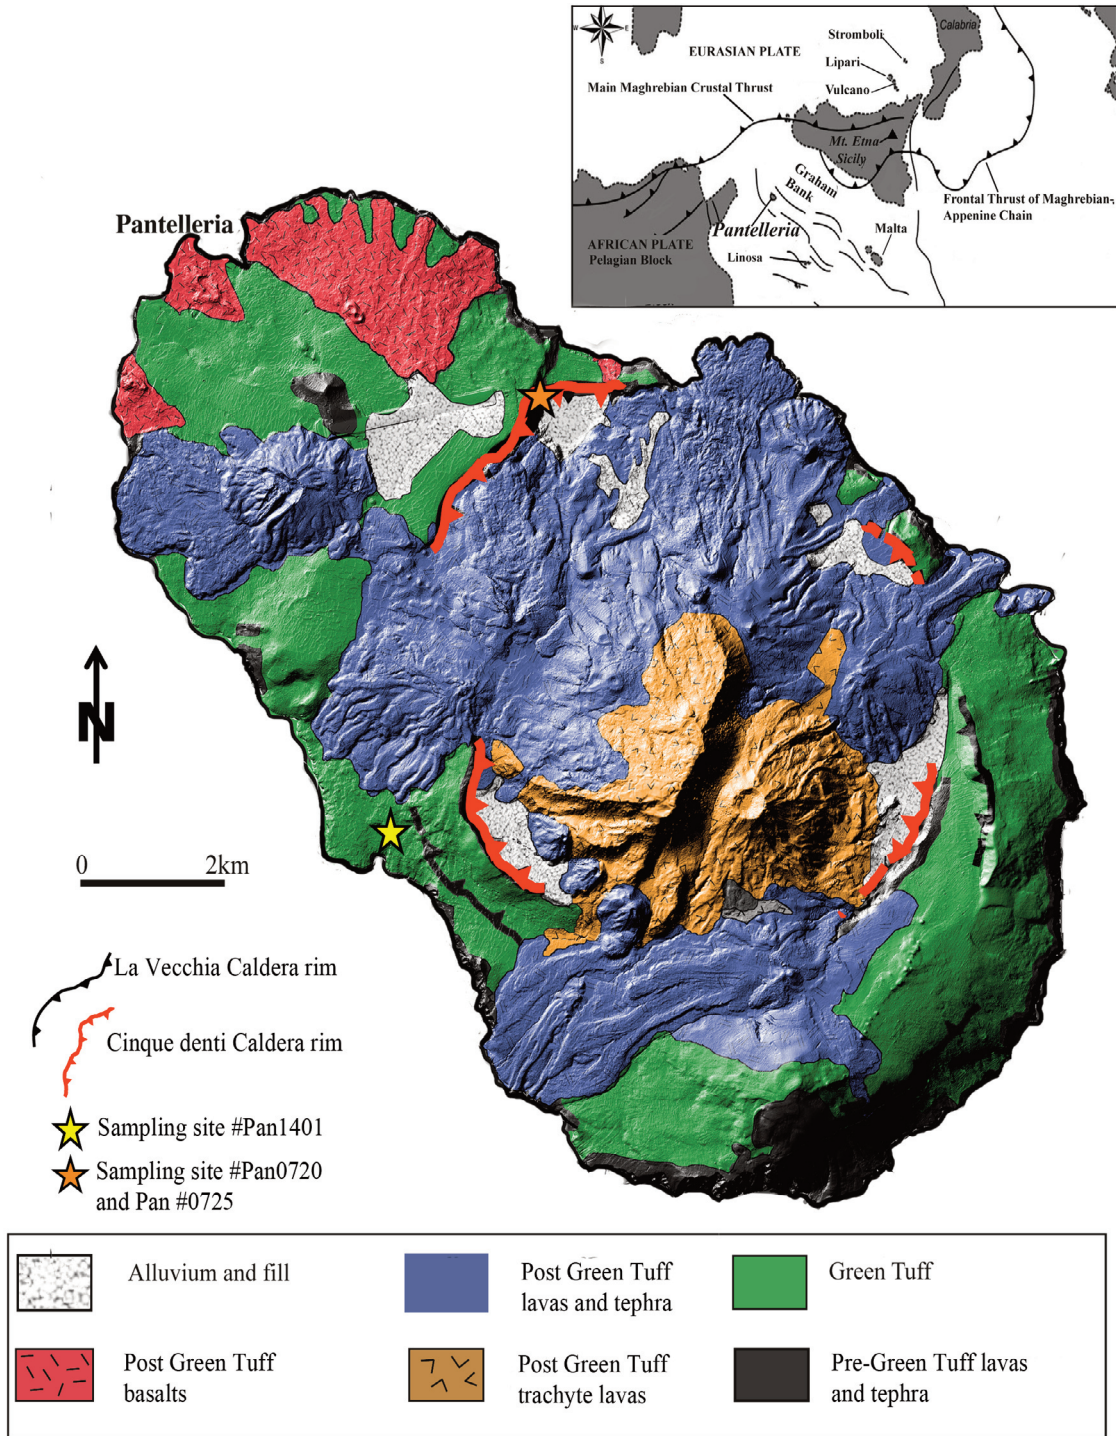 N
W
E
S
EURASIAN PLATE
Stromboli
Calabria
Lipari
Vulcano
Main Maghrebian Crustal Thrust
Mt. Etna
Sicily
Graham
Bank
Frontal Thrust of Maghrebian-
Appenine Chain
AFRICAN PLATE
Pelagian Block
Pantelleria
Malta
Linosa
Pantelleria
N
0 2km
La Vecchia Caldera rim
Cinque denti Caldera rim
Sampling site #Pan1401
Sampling site #Pan0720
and Pan #0725
Alluvium and fill
Post Green Tuff
lavas and tephra
Green Tuff
Post Green Tuff
basalts
Post Green Tuff
trachyte lavas
Pre-Green Tuff lavas
and tephra